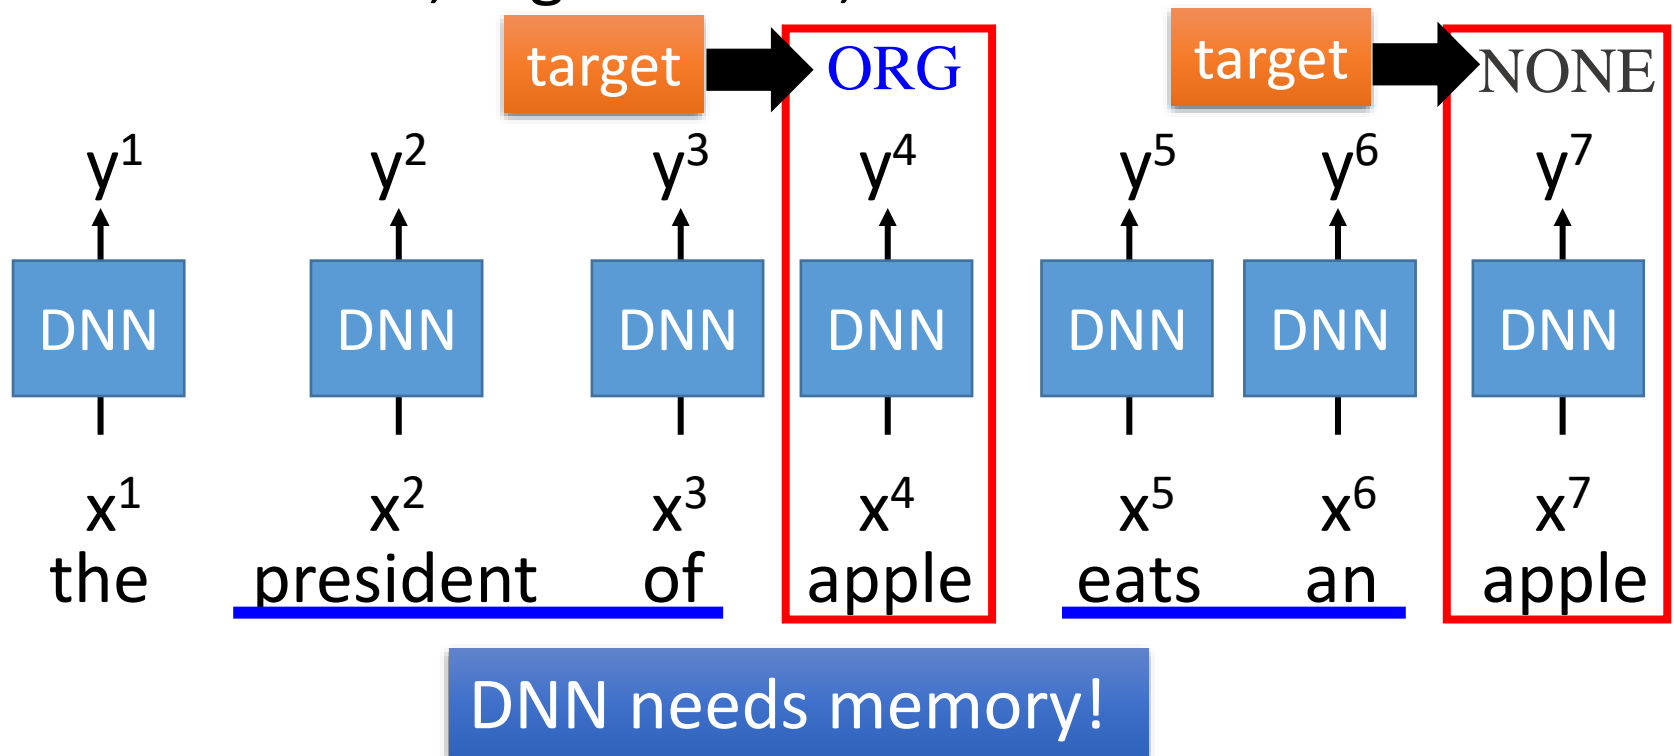 target ORG target NONE
y¹ y² y³ y⁴ y⁵ y⁶ y⁷
DNN DNN DNN DNN DNN DNN DNN
x¹ x² x³ x⁴ x⁵ x⁶ x⁷
the president of apple eats an apple
DNN needs memory!